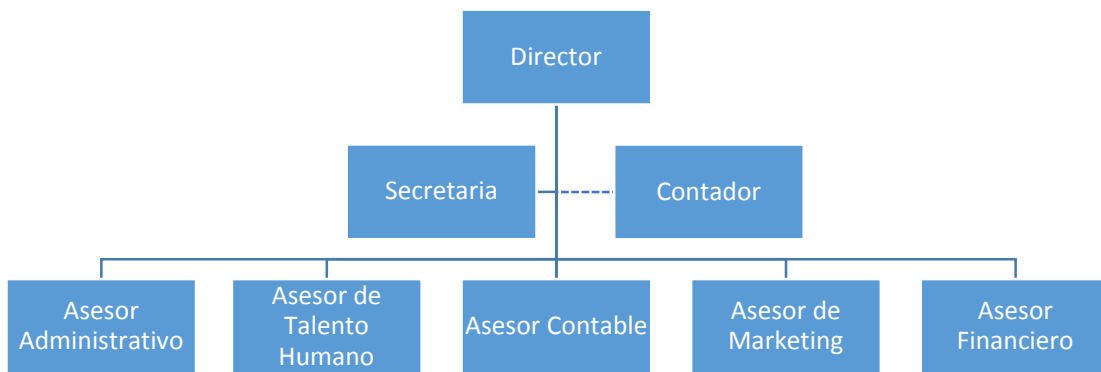 Director
Secretaria
Contador
Asesor
Administrativo
Asesor de
Talento
Humano
Asesor Contable
Asesor de
Marketing
Asesor
Financiero